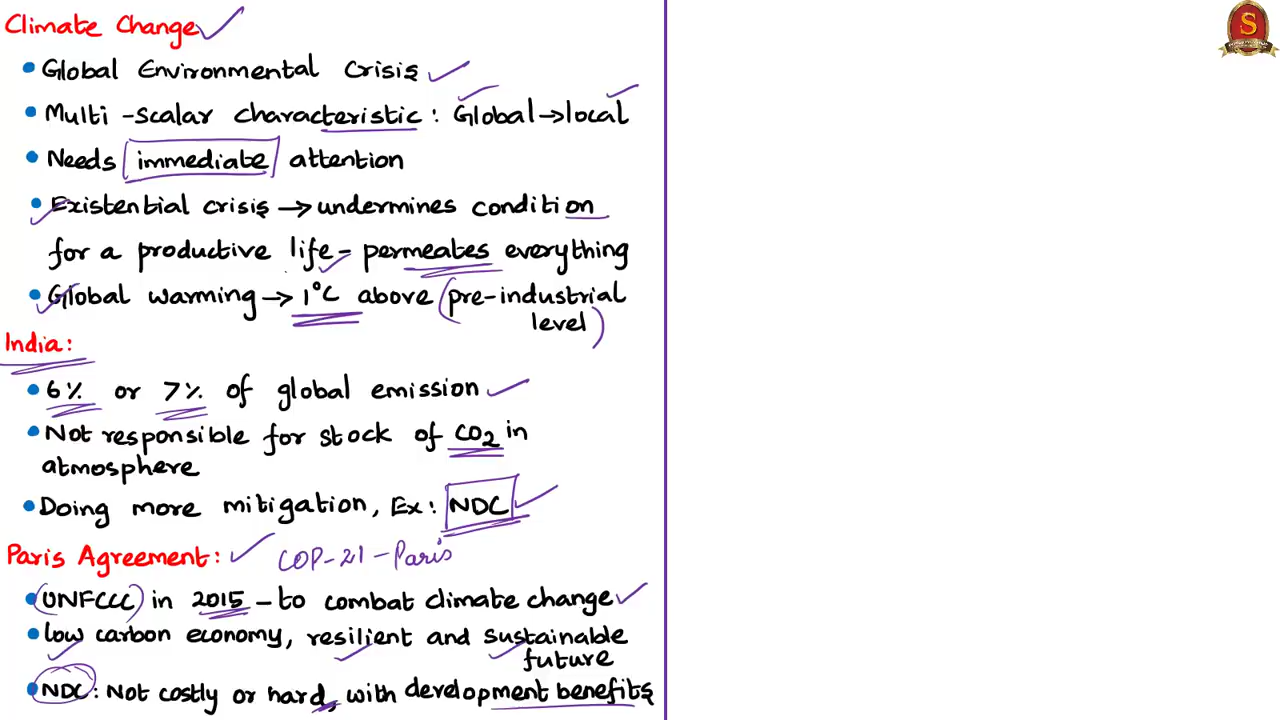 Climate Change
• Global Environmental Crisis
• Multi-scalar characteristic: Global → local
• Needs immediate attention
• Existential crisis → undermines condition
for a productive life - permeates everything
• Global warming → 1°C above (pre-industrial
level)
India:
• 6% or 7% of global emission
• Not responsible for stock of CO2 in
atmosphere
• Doing more mitigation, Ex: NDC
Paris Agreement: COP-21-Paris
• UNFCCC in 2015 - to combat climate change
• low carbon economy, resilient and sustainable
future
• NDC: Not costly or hard, with development benefits
S